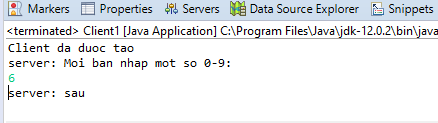 Markers Properties Servers Data Source Explorer Snippets
<terminated> Client1 [Java Application] C:\Program Files\Java\jdk-12.0.2\bin\java
Client da duoc tao
server: Moi ban nhap mot so 0-9:
6
server: sau